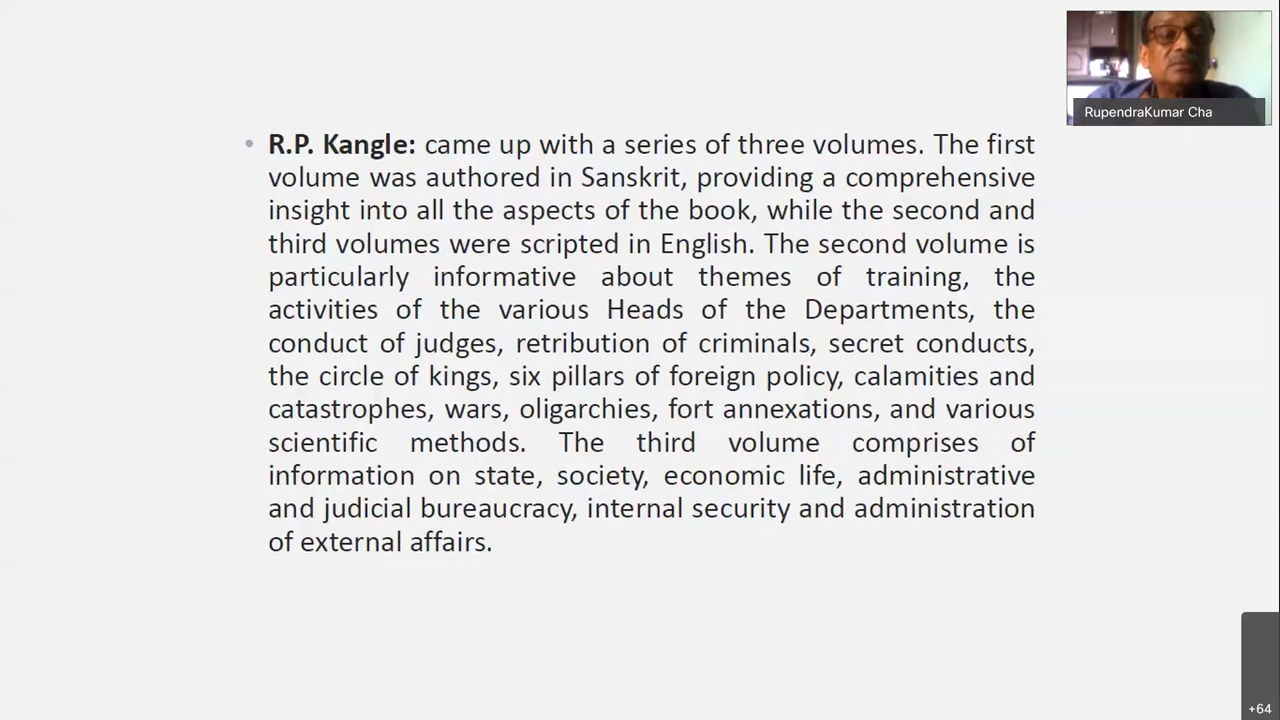 RupendraKumar Cha
• R.P. Kangle: came up with a series of three volumes. The first
volume was authored in Sanskrit, providing a comprehensive
insight into all the aspects of the book, while the second and
third volumes were scripted in English. The second volume is
particularly informative about themes of training, the
activities of the various Heads of the Departments, the
conduct of judges, retribution of criminals, secret conducts,
the circle of kings, six pillars of foreign policy, calamities and
catastrophes, wars, oligarchies, fort annexations, and various
scientific methods. The third volume comprises of
information on state, society, economic life, administrative
and judicial bureaucracy, internal security and administration
of external affairs.
+64